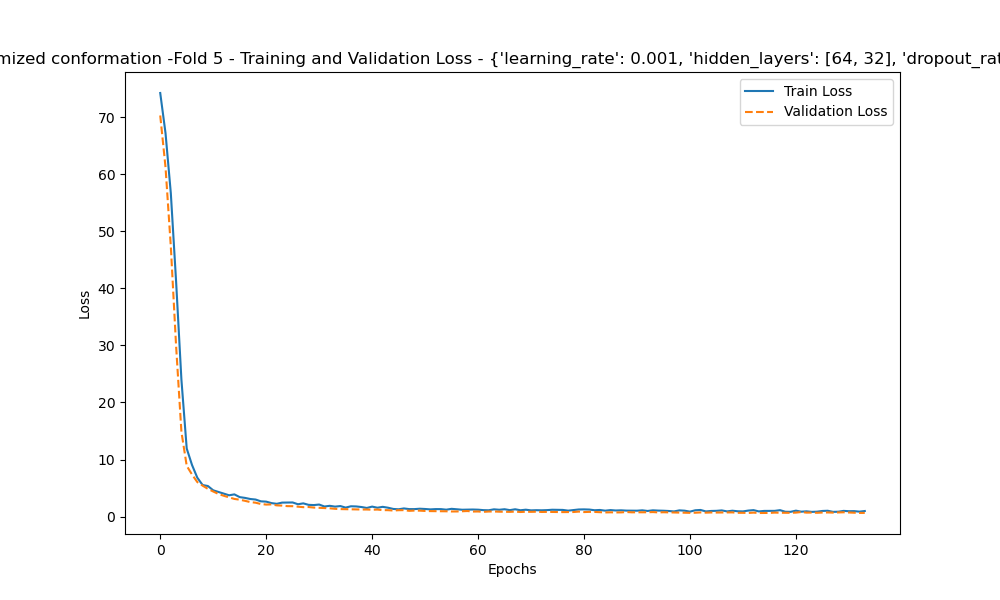 mized conformation -Fold 5 - Training and Validation Loss - {'learning_rate': 0.001, 'hidden_layers': [64, 32], 'dropout_rat
Train Loss
Validation Loss
70
60
50
40
30
20
10
0
Loss
0 20 40 60 80 100 120
Epochs